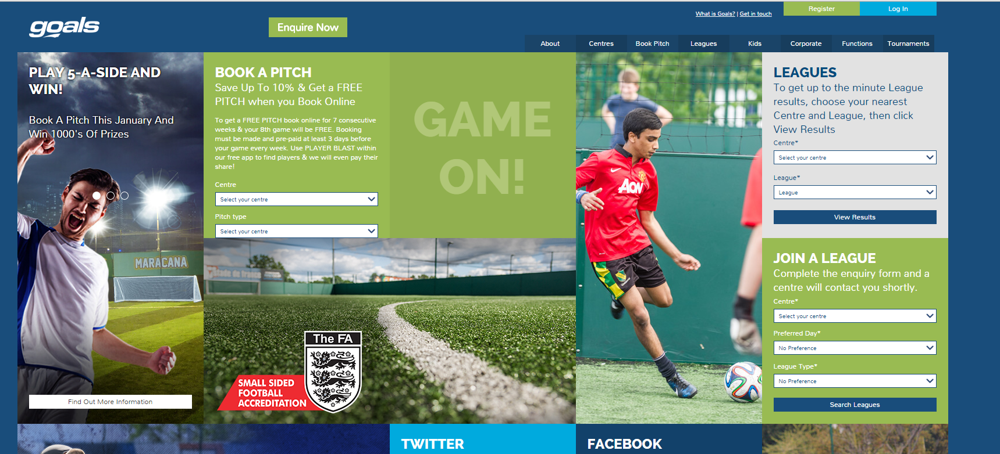 What is Goals? | Get in touch
Register
Log In
goals
Enquire Now
About
Centres
Book Pitch
Leagues
Kids
Corporate
Functions
Tournaments
PLAY 5-A-SIDE AND
WIN!
Book A Pitch This January And
Win 1000's Of Prizes
MARACANA
Find Out More Information
BOOK A PITCH
Save Up To 10% & Get a FREE
PITCH when you Book Online
To get a FREE PITCH book online for 7 consecutive
weeks & your 8th game will be FREE. Booking
must be made and pre-paid at least 3 days before
your game every week. Use PLAYER BLAST within
our free app to find players & we will even pay their
share!
Centre
Select your centre
Pitch type
Select your centre
GAME
ON!
Stade de France
The FA
SMALL SIDED
FOOTBALL
ACCREDITATION
AON
LEAGUES
To get up to the minute League
results, choose your nearest
Centre and League, then click
View Results
Centre*
Select your centre
League*
League
View Results
JOIN A LEAGUE
Complete the enquiry form and a
centre will contact you shortly.
Centre*
Select your centre
Preferred Day*
No Preference
League Type*
No Preference
Search Leagues
TWITTER
FACEBOOK